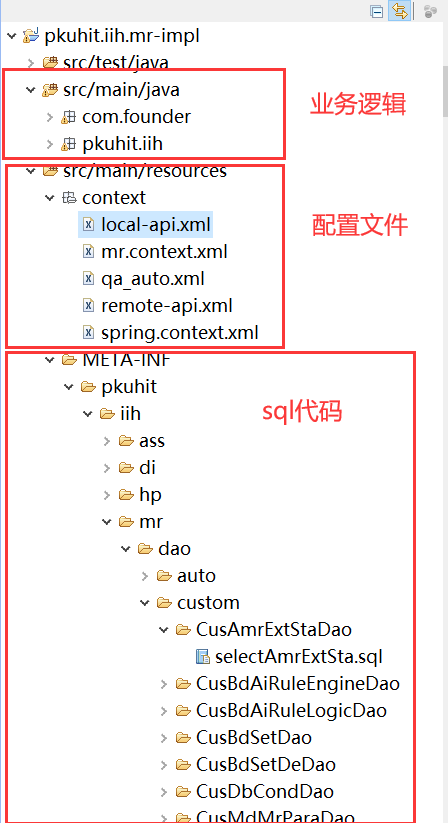 pkuhit.iih.mr-impl
src/test/java
src/main/java
com.founder
业务逻辑
pkuhit.iih
src/main/resources
context
local-api.xml
配置文件
mr.context.xml
qa_auto.xml
remote-api.xml
spring.context.xml
META-INF
pkuhit
iih
sql代码
ass
di
hp
mr
dao
auto
custom
CusAmrExtStaDao
selectAmrExtSta.sql
CusBdAiRuleEngineDao
CusBdAiRuleLogicDao
CusBdSetDao
CusBdSetDeDao
CusDbCondDao
CusMdMrParaDao